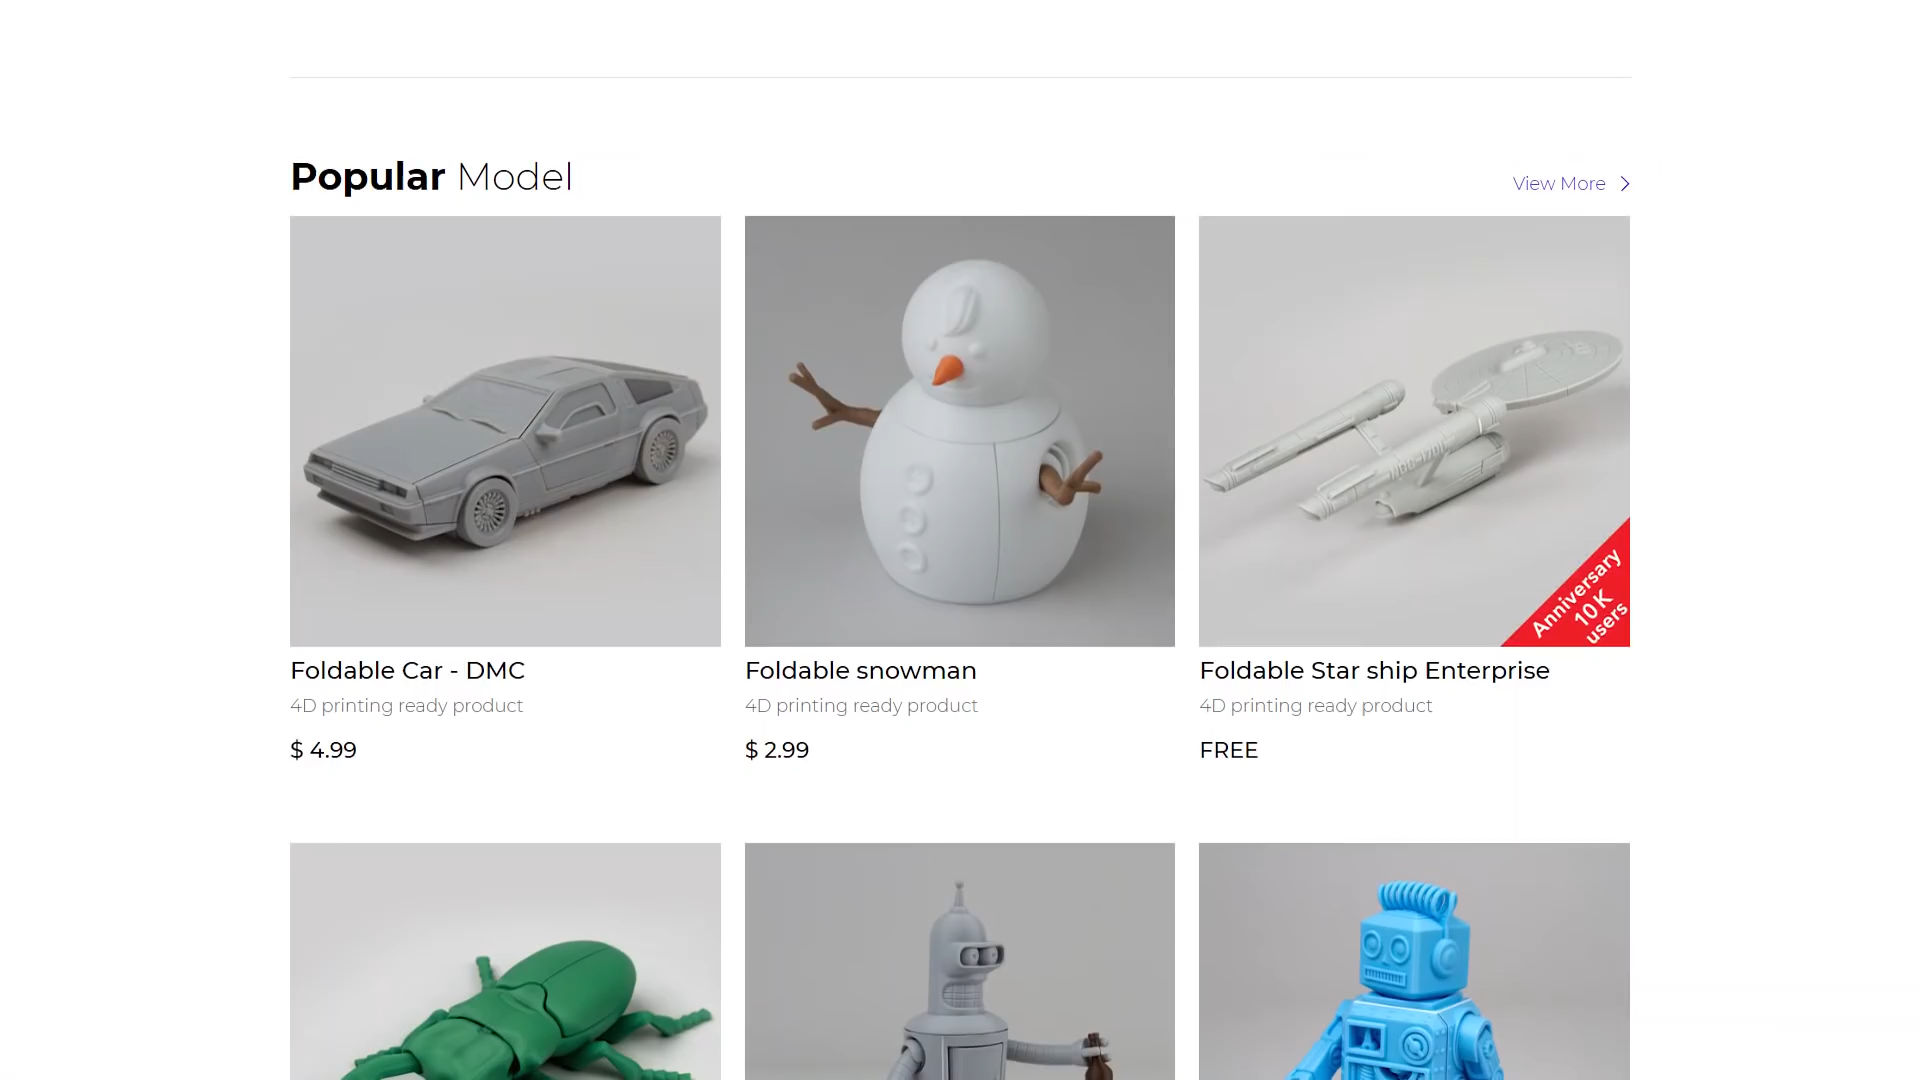 Popular Model
View More
Anniversary
10K
users
Foldable Car - DMC
Foldable snowman
Foldable Star ship Enterprise
4D printing ready product
4D printing ready product
4D printing ready product
$ 4.99
$ 2.99
FREE